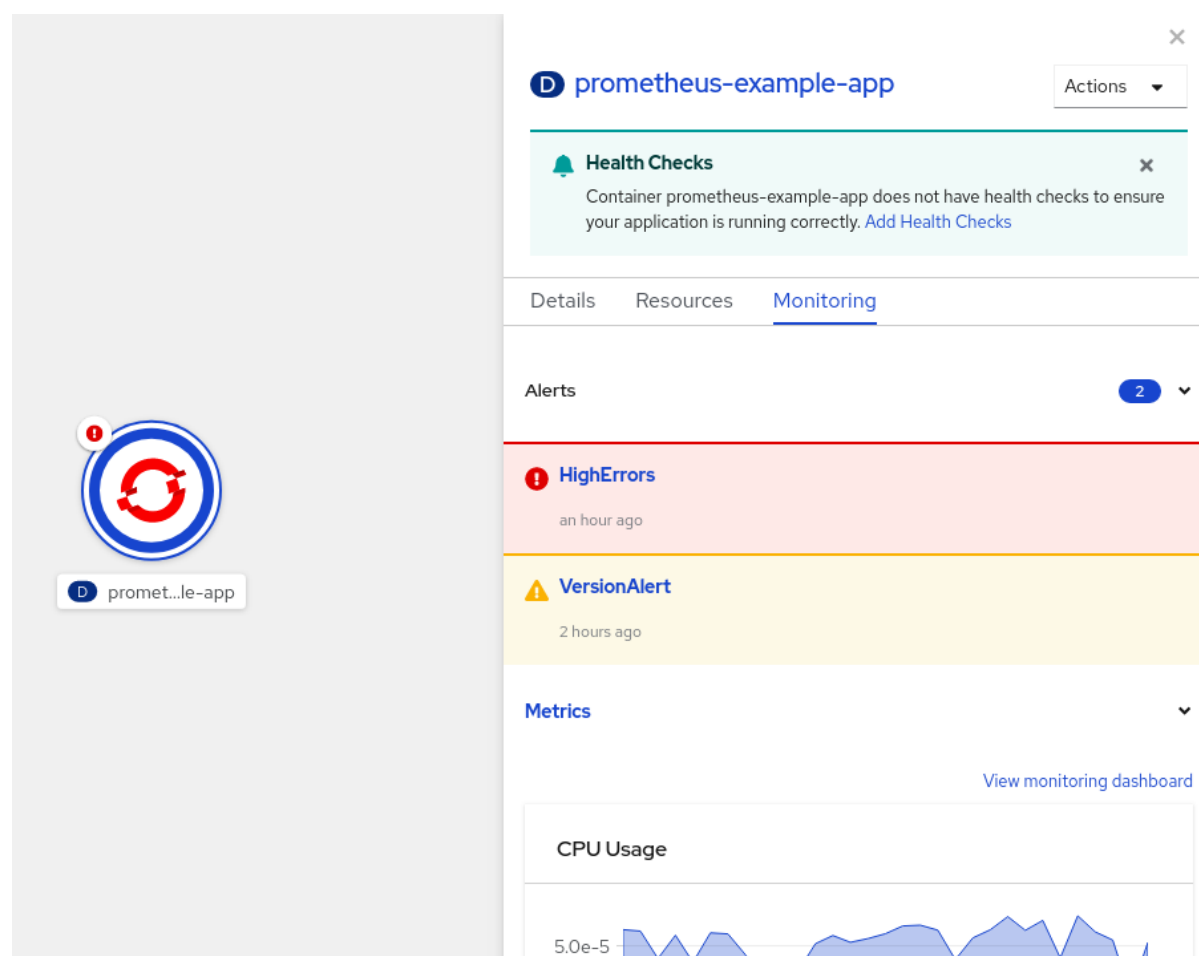 D prometheus-example-app
Actions
Health Checks
Container prometheus-example-app does not have health checks to ensure
your application is running correctly. Add Health Checks
Details Resources Monitoring
Alerts 2
HighErrors
an hour ago
D promet...le-app
VersionAlert
2 hours ago
Metrics
View monitoring dashboard
CPU Usage
5.0e-5